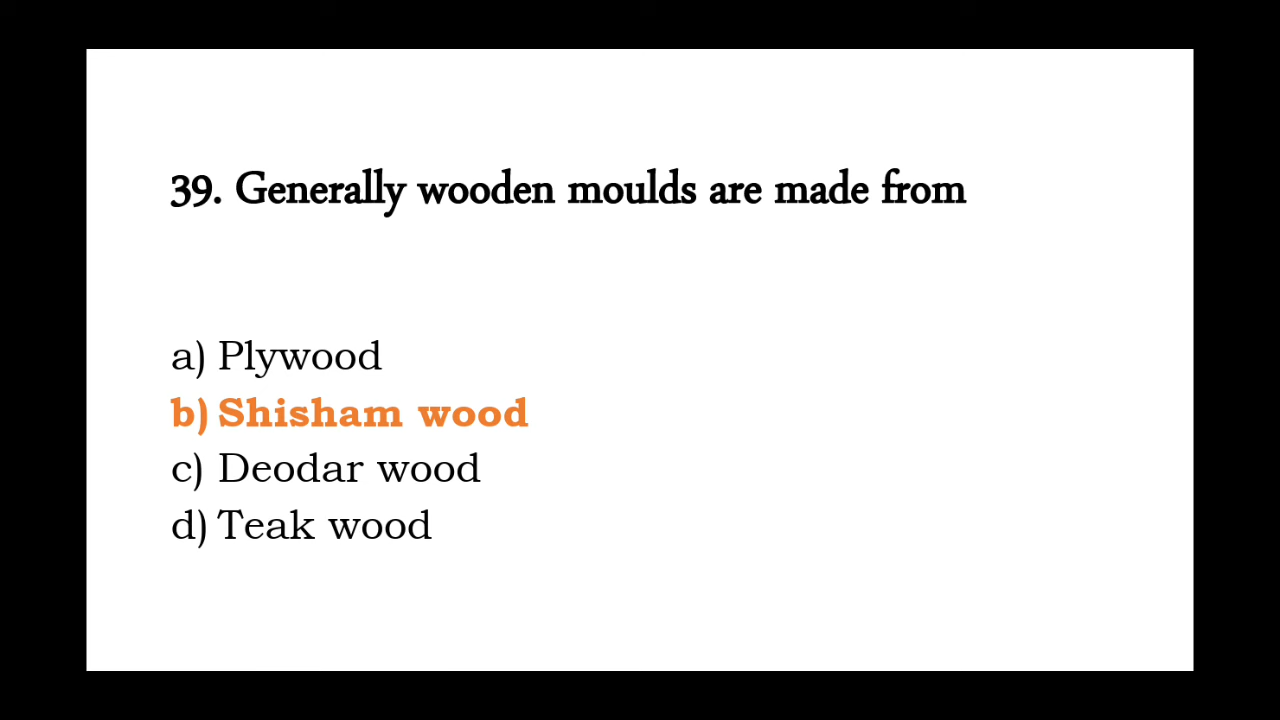 39. Generally wooden moulds are made from
a) Plywood
b) Shisham wood
c) Deodar wood
d) Teak wood